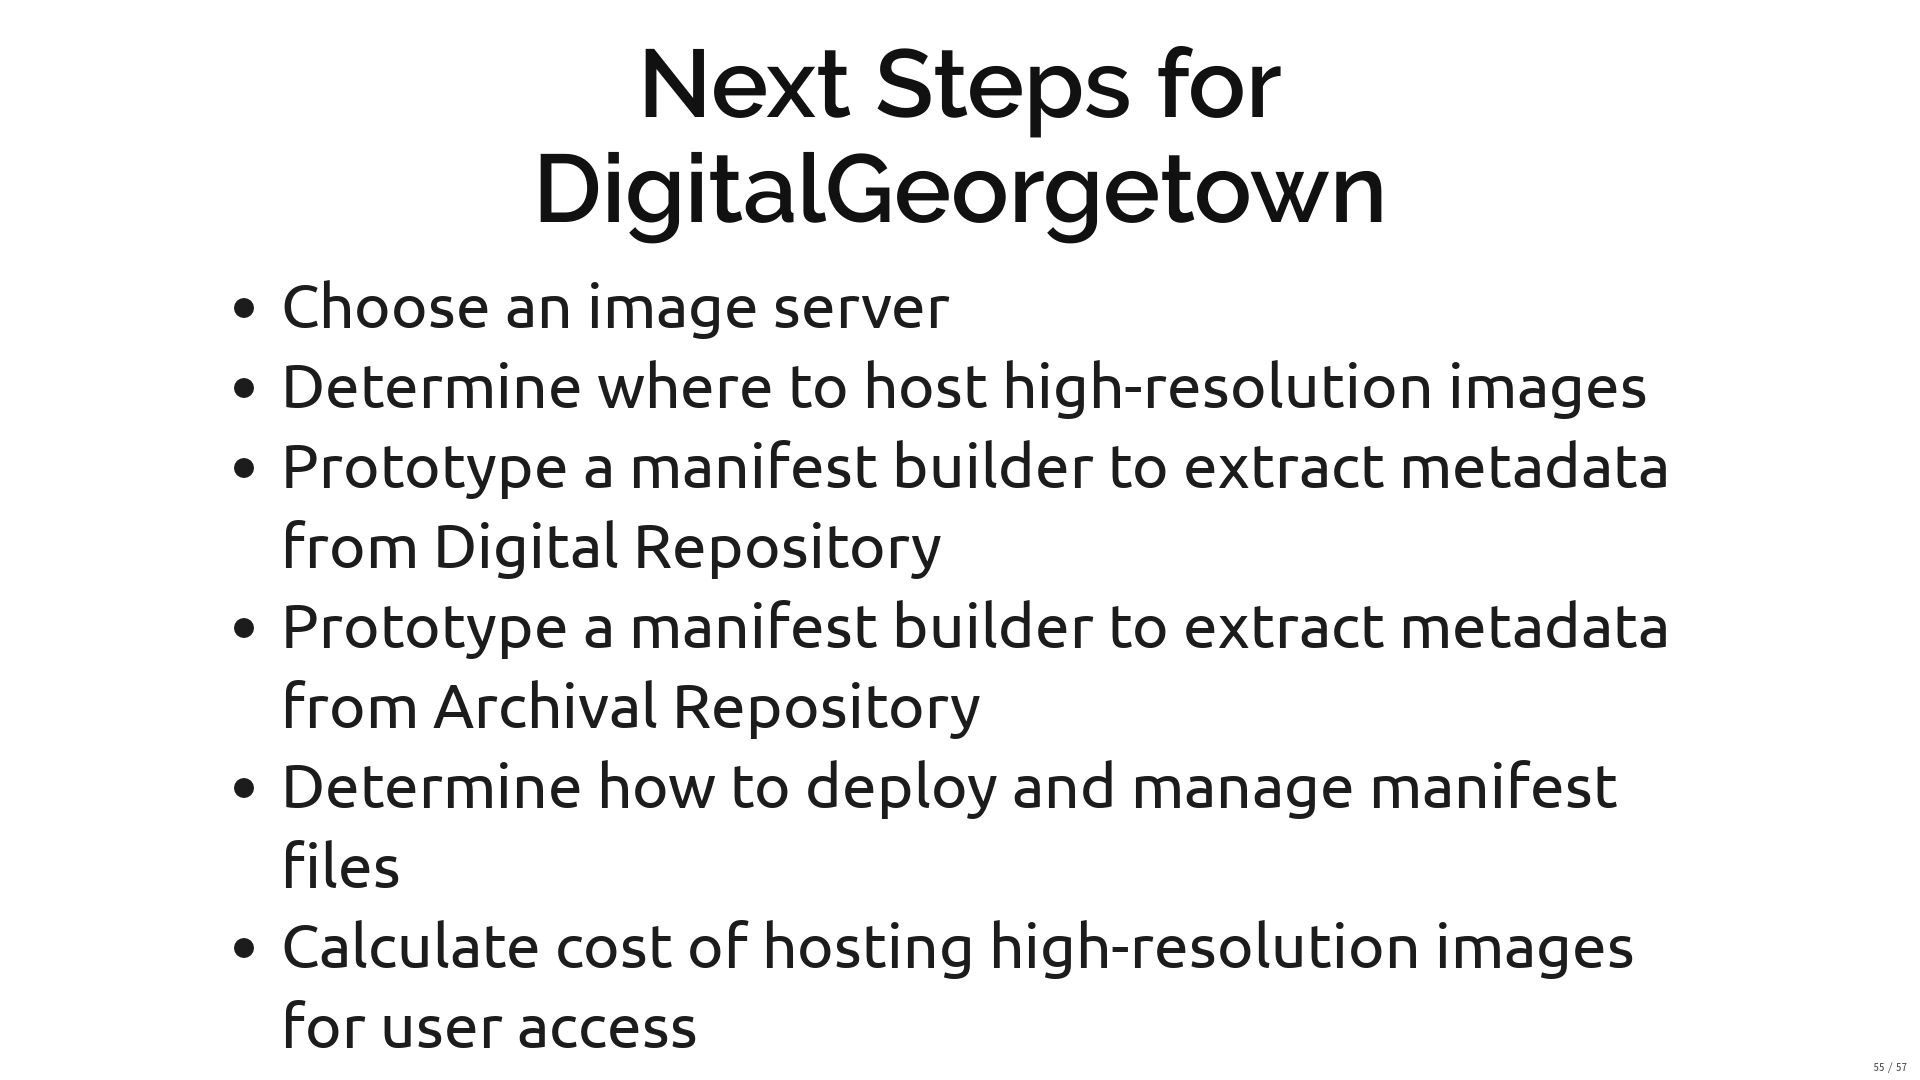 Next Steps for
DigitalGeorgetown
• Choose an image server
• Determine where to host high-resolution images
• Prototype a manifest builder to extract metadata
from Digital Repository
• Prototype a manifest builder to extract metadata
from Archival Repository
• Determine how to deploy and manage manifest
files
• Calculate cost of hosting high-resolution images
for user access
55 / 57